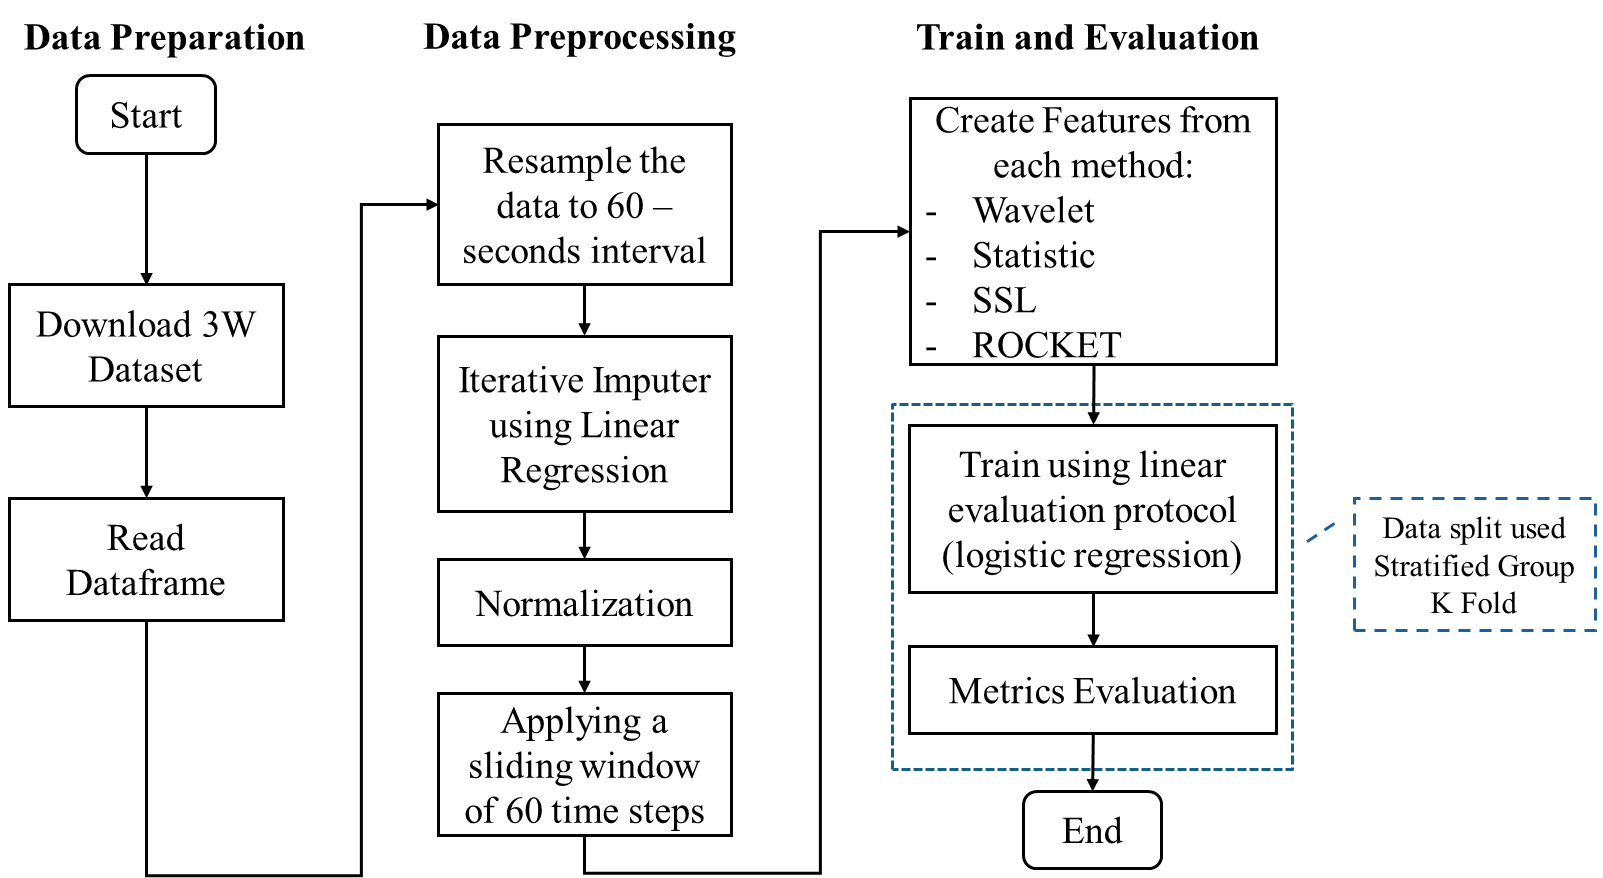 Data Preparation
Start
Download 3W
Dataset
Read
Dataframe
Data Preprocessing
Resample the
data to 60 –
seconds interval
Iterative Imputer
using Linear
Regression
Normalization
Applying a
sliding window
of 60 time steps
Train and Evaluation
Create Features from
each method:
- Wavelet
- Statistic
- SSL
- ROCKET
Train using linear
evaluation protocol
(logistic regression)
Metrics Evaluation
End
Data split used
Stratified Group
K Fold